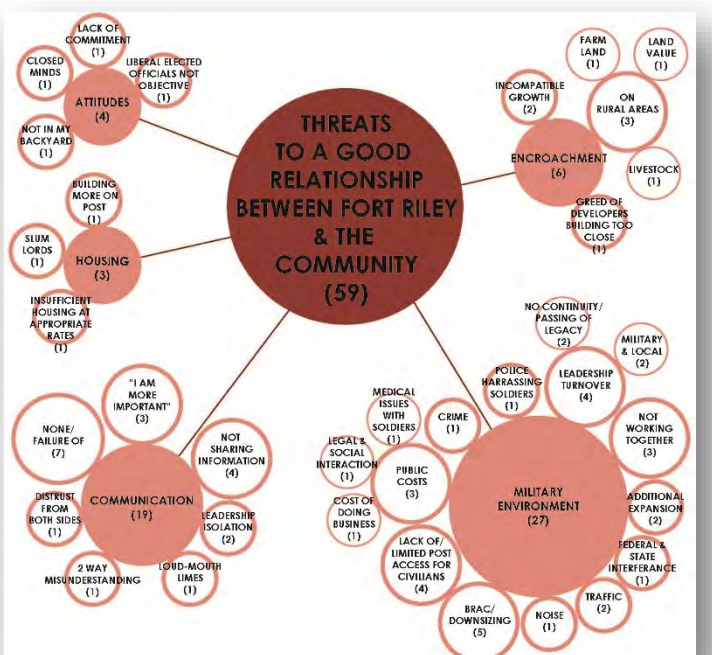 THREATS
TO A GOOD
RELATIONSHIP
BETWEEN FORT RILEY
& THE
COMMUNITY
(59)
LACK OF
COMMITMENT
(1)
CLOSED
MINDS
(1)
LIBERAL ELECTED
OFFICIALS NOT
OBJECTIVE
(1)
ATTITUDES
(4)
NOT IN MY
BACKYARD
(1)
BUILDING
MORE ON
POST
(1)
SLUM
LORDS
(1)
HOUSING
(3)
INSUFFICIENT
HOUSING AT
APPROPRIATE
RATES
(1)
FARM
LAND
(1)
LAND
VALUE
(1)
INCOMPATIBLE
GROWTH
(2)
ON
RURAL AREAS
(3)
ENCROACHMENT
(6)
LIVESTOCK
(1)
GREED OF
DEVELOPERS
BUILDING TOO
CLOSE
(1)
"I AM
MORE
IMPORTANT"
(3)
NONE/
FAILURE OF
(7)
NOT
SHARING
INFORMATION
(4)
COMMUNICATION
(19)
DISTRUST
FROM
BOTH SIDES
(1)
LEADERSHIP
ISOLATION
(2)
2 WAY
MISUNDERSTANDING
(1)
LOUD-MOUTH
LIMES
(1)
NO CONTINUITY/
PASSING OF
LEGACY
(2)
MILITARY
& LOCAL
(2)
POLICE
HARRASSING
SOLDIERS
(1)
LEADERSHIP
TURNOVER
(4)
MEDICAL
ISSUES
WITH
SOLDIERS
(1)
CRIME
(1)
NOT
WORKING
TOGETHER
(3)
LEGAL &
SOCIAL
INTERACTION
(1)
PUBLIC
COSTS
(3)
COST OF
DOING
BUSINESS
(1)
MILITARY
ENVIRONMENT
(27)
ADDITIONAL
EXPANSION
(2)
LACK OF/
LIMITED POST
ACCESS FOR
CIVILIANS
(4)
FEDERAL &
STATE
INTERFERANCE
(1)
BRAC/
DOWNSIZING
(5)
NOISE
(1)
TRAFFIC
(2)